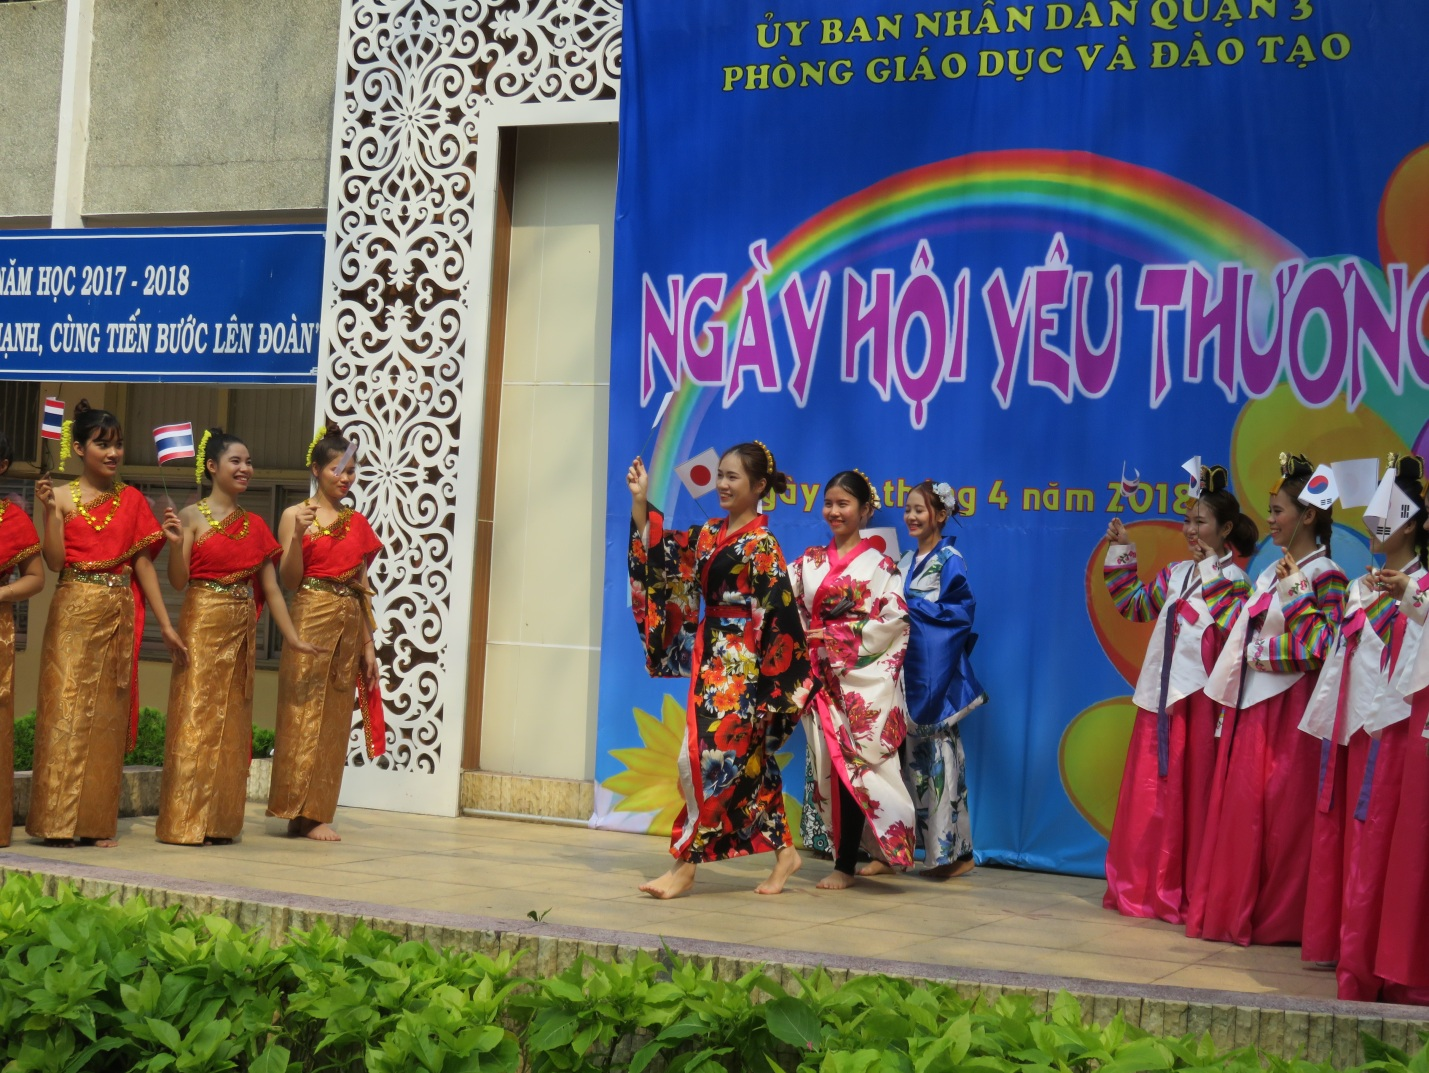 NĂM HỌC 2017 - 2018
MẠNH, CÙNG TIẾN BƯỚC LÊN ĐOÀN"
ỦY BAN NHÂN DÂN QUẬN 3
PHÒNG GIÁO DỤC VÀ ĐÀO TẠO
NGÀY HỘI YÊU THƯƠNG
tháng 4 năm 2018